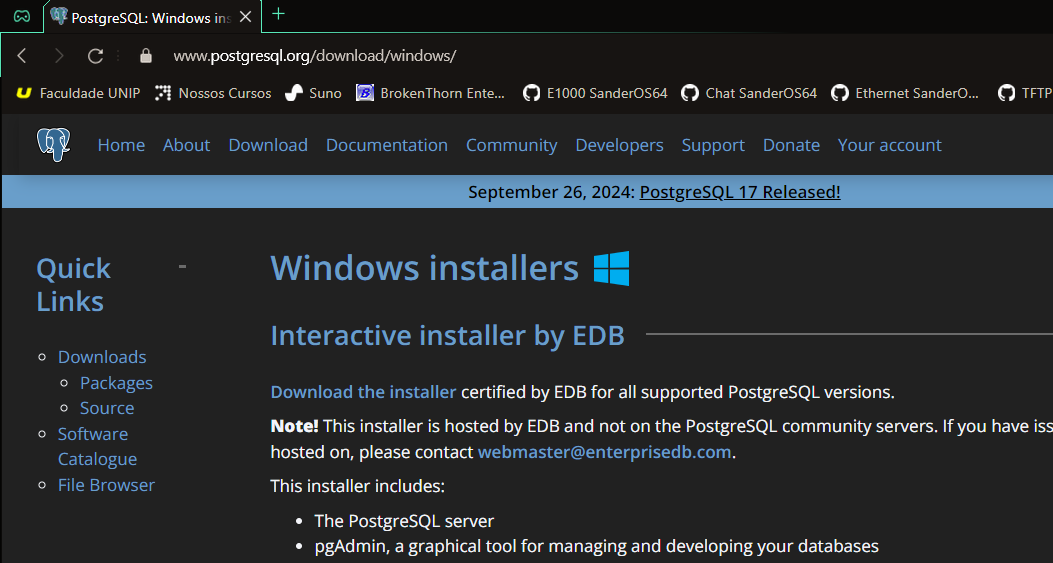 PostgreSQL: Windows ins
www.postgresql.org/download/windows/
Faculdade UNIP Nossos Cursos Suno BrokenThorn Ente... E1000 SanderOS64 Chat SanderOS64 Ethernet SanderO... TFTP
Home About Download Documentation Community Developers Support Donate Your account
September 26, 2024: PostgreSQL 17 Released!
Quick
Links
Downloads
Packages
Source
Software
Catalogue
File Browser
Windows installers
Interactive installer by EDB
Download the installer certified by EDB for all supported PostgreSQL versions.
Note! This installer is hosted by EDB and not on the PostgreSQL community servers. If you have iss
hosted on, please contact webmaster@enterprisedb.com.
This installer includes:
The PostgreSQL server
pgAdmin, a graphical tool for managing and developing your databases